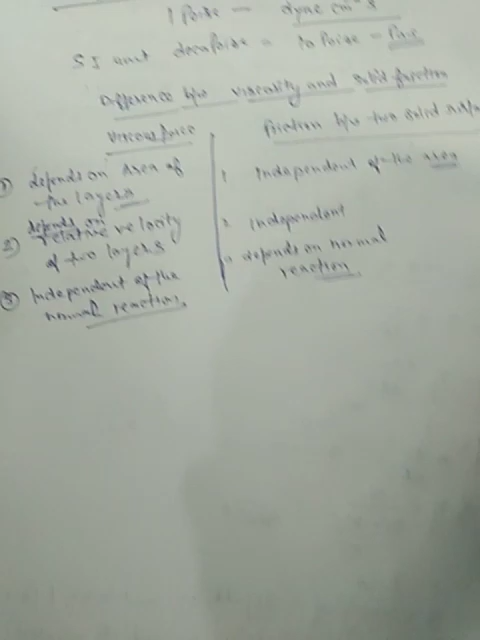 1 Poise = dyne cm⁻² s
SI unit decapoise = 10 Poise =
Difference b/w viscosity and solid friction
Viscous force
Friction b/w two solid
① depends on area of
the layers
1 Independent of the area
depends on
② relative velocity
of two layers
2 Independent
③ Independent of the
normal reaction.
3 depends on normal
reaction